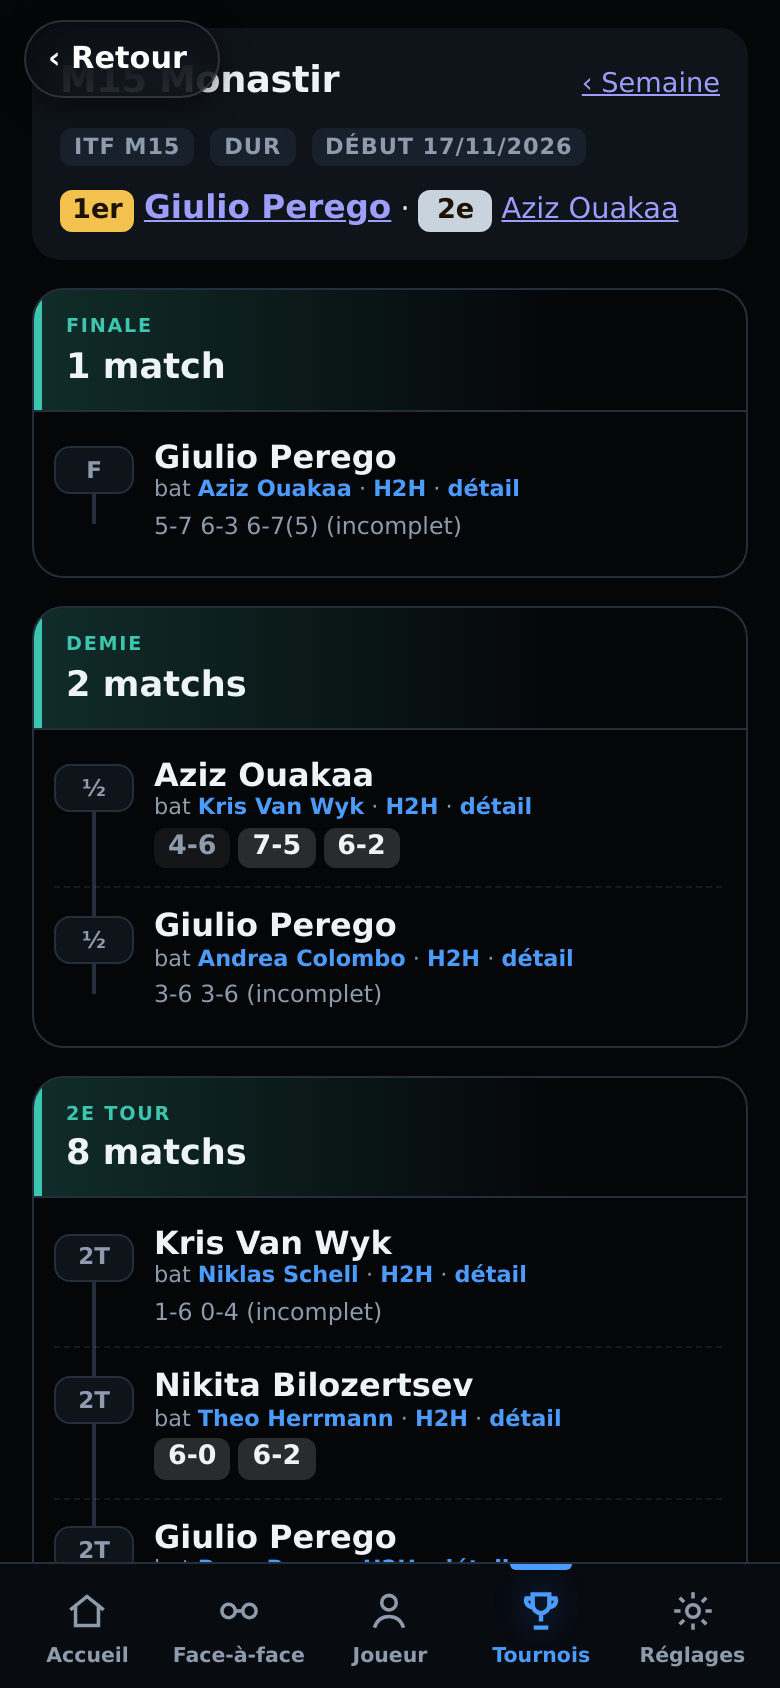 ‹ Retour
M15 Monastir
‹ Semaine
ITF M15 DUR DÉBUT 17/11/2026
1er Giulio Perego · 2e Aziz Ouakaa
FINALE
1 match
F
Giulio Perego
bat Aziz Ouakaa · H2H · détail
5-7 6-3 6-7(5) (incomplet)
DEMIE
2 matchs
½
Aziz Ouakaa
bat Kris Van Wyk · H2H · détail
4-6 7-5 6-2
½
Giulio Perego
bat Andrea Colombo · H2H · détail
3-6 3-6 (incomplet)
2E TOUR
8 matchs
2T
Kris Van Wyk
bat Niklas Schell · H2H · détail
1-6 0-4 (incomplet)
2T
Nikita Bilozertsev
bat Theo Herrmann · H2H · détail
6-0 6-2
2T
Giulio Perego
Accueil Face-à-face Joueur Tournois Réglages